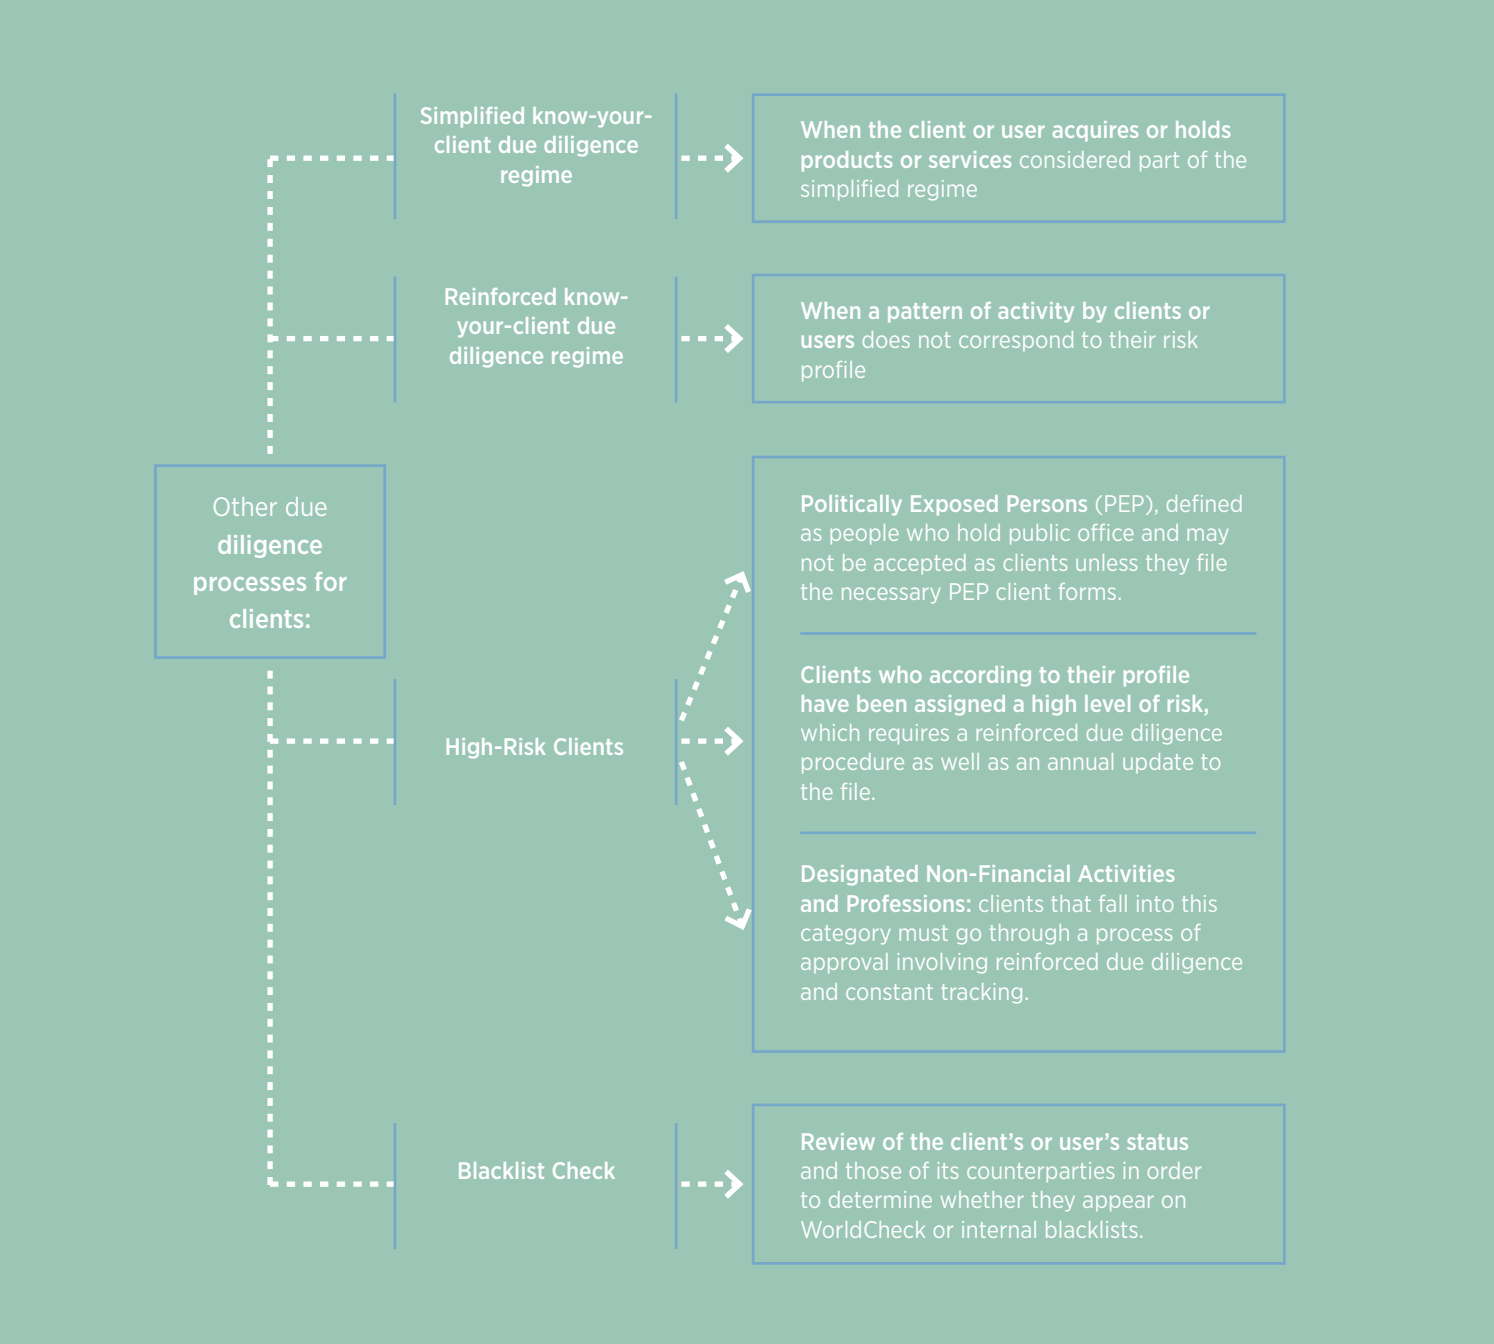 Simplified know-your-
client due diligence
regime
When the client or user acquires or holds
products or services considered part of the
simplified regime
Reinforced know-
your-client due
diligence regime
When a pattern of activity by clients or
users does not correspond to their risk
profile
Other due
diligence
processes for
clients:
High-Risk Clients
Politically Exposed Persons (PEP), defined
as people who hold public office and may
not be accepted as clients unless they file
the necessary PEP client forms.
Clients who according to their profile
have been assigned a high level of risk,
which requires a reinforced due diligence
procedure as well as an annual update to
the file.
Designated Non-Financial Activities
and Professions: clients that fall into this
category must go through a process of
approval involving reinforced due diligence
and constant tracking.
Blacklist Check
Review of the client’s or user’s status
and those of its counterparties in order
to determine whether they appear on
WorldCheck or internal blacklists.